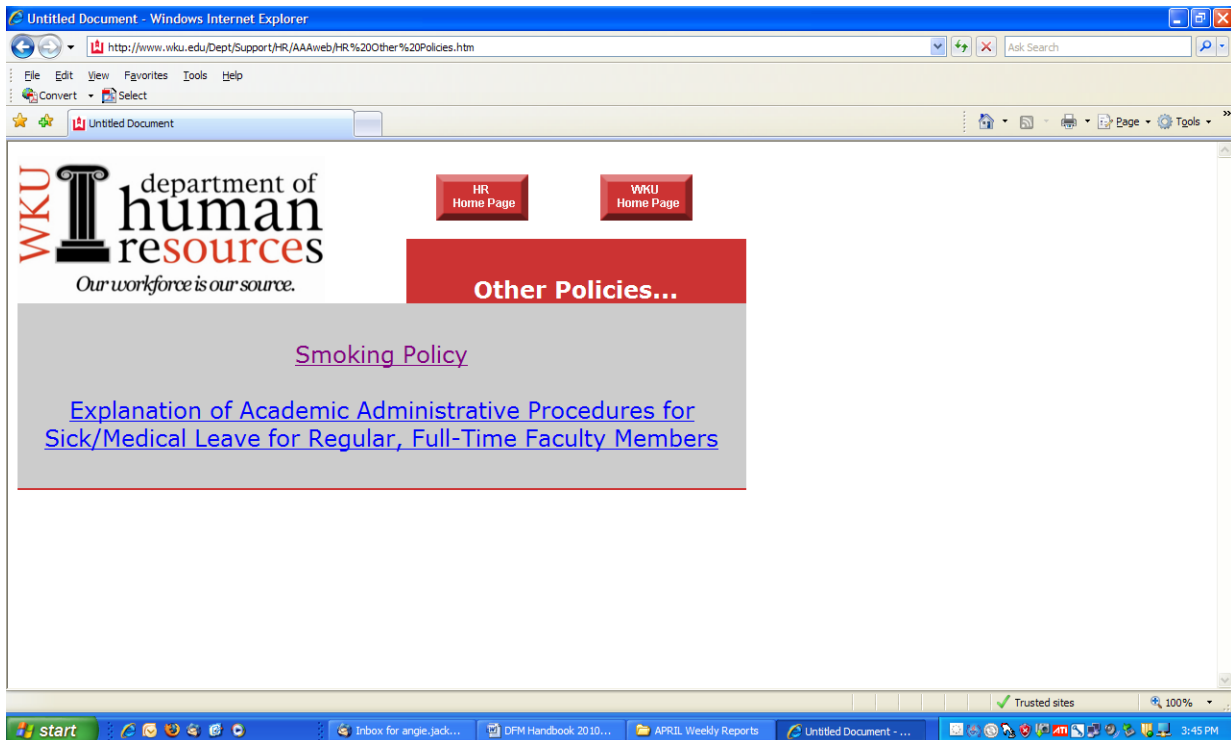 Untitled Document - Windows Internet Explorer
http://www.wku.edu/Dept/Support/HR/AAAweb/HR%20Other%20Policies.htm
Ask Search
File Edit View Favorites Tools Help
Convert Select
Untitled Document
Page Tools
WKU
department of
human
resources
Our workforce is our source.
HR
Home Page
WKU
Home Page
Other Policies...
Smoking Policy
Explanation of Academic Administrative Procedures for
Sick/Medical Leave for Regular, Full-Time Faculty Members
Trusted sites 100%
start Inbox for angie.jack... DFM Handbook 2010... APRIL Weekly Reports Untitled Document - ... 3:45 PM